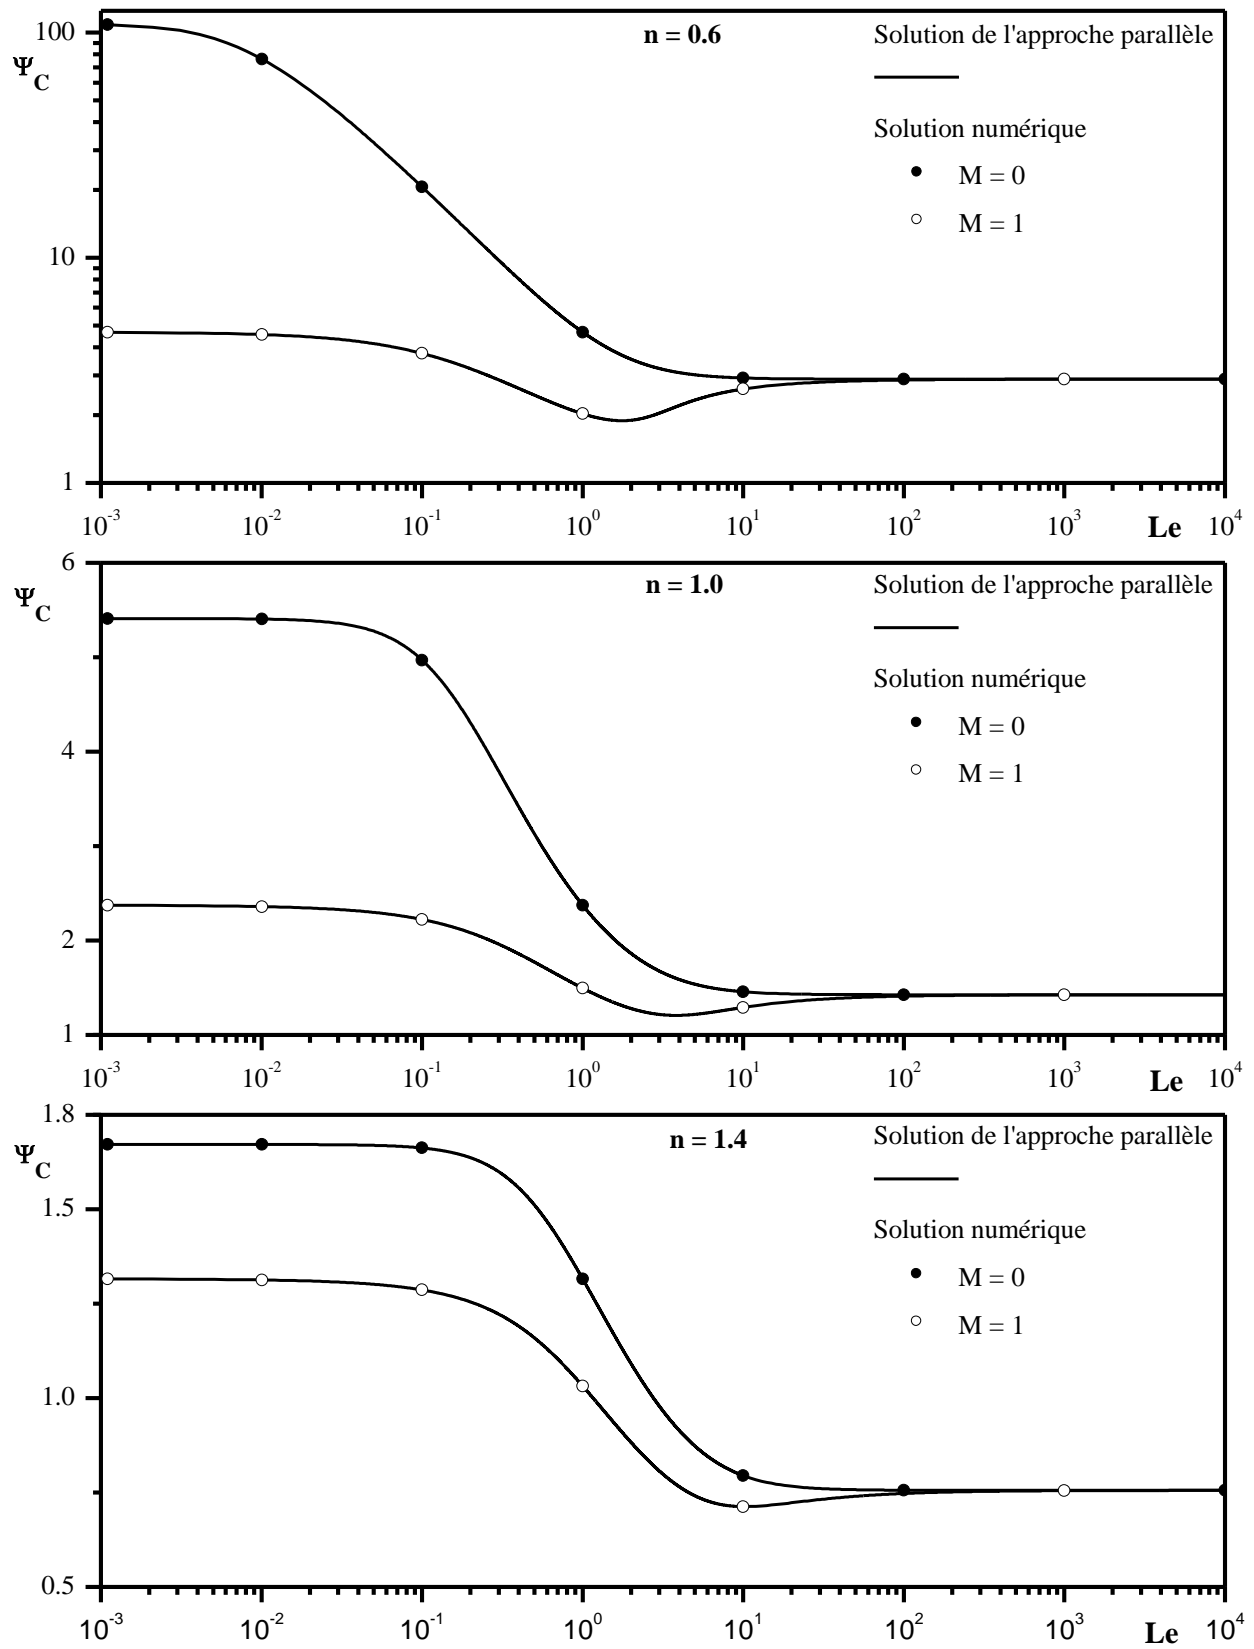 n = 0.6
Solution de l'approche parallèle
Solution numérique
M = 0
M = 1
Ψ_C
100
10
1
10^-3 10^-2 10^-1 10^0 10^1 10^2 10^3 Le 10^4
n = 1.0
Solution de l'approche parallèle
Solution numérique
M = 0
M = 1
Ψ_C
6
4
2
1
10^-3 10^-2 10^-1 10^0 10^1 10^2 10^3 Le 10^4
n = 1.4
Solution de l'approche parallèle
Solution numérique
M = 0
M = 1
Ψ_C
1.8
1.5
1.0
0.5
10^-3 10^-2 10^-1 10^0 10^1 10^2 10^3 Le 10^4